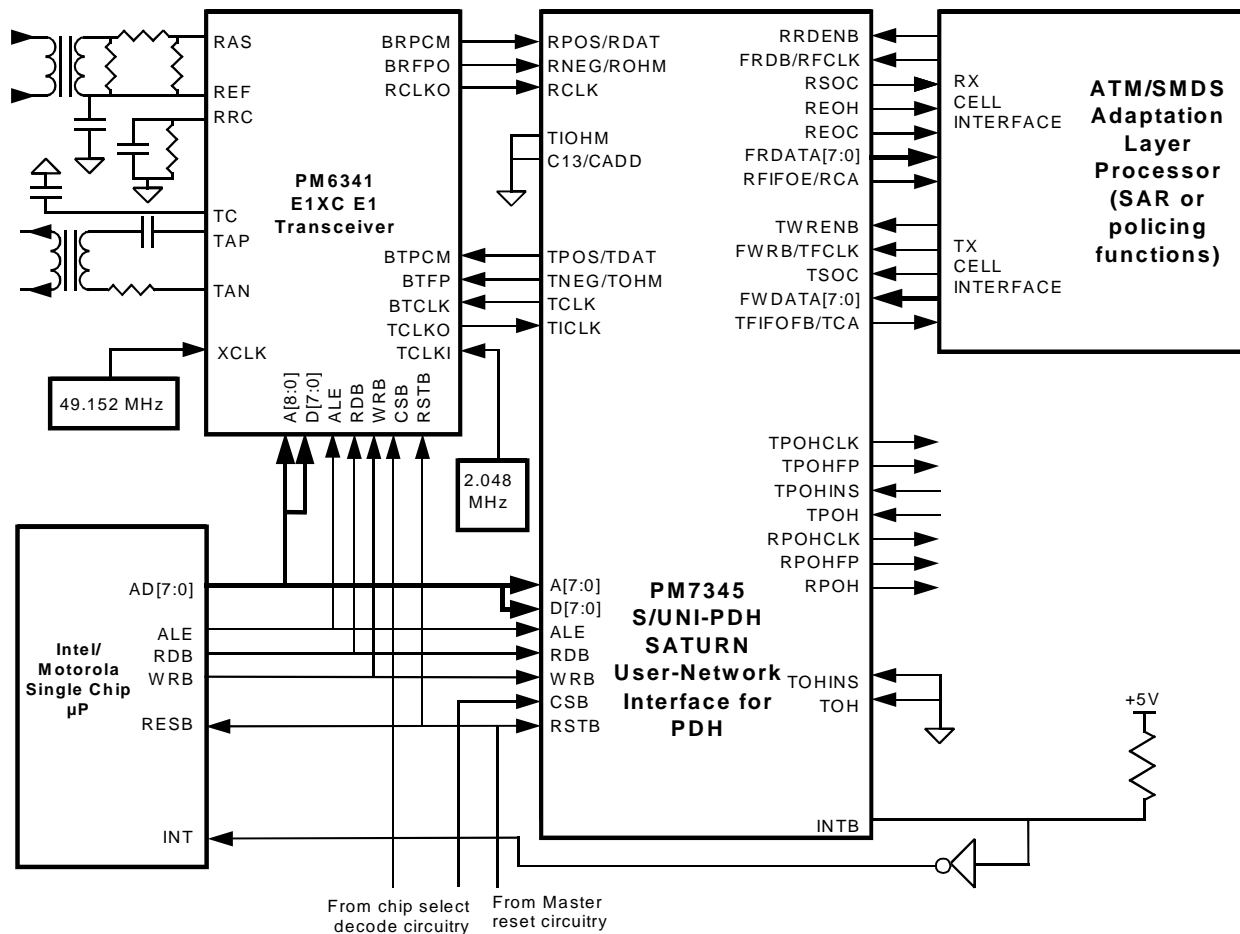 RAS
REF
RRC
TC
TAP
TAN
XCLK
BRPCM
BRFPO
RCLKO
PM6341
E1XC E1
Transceiver
BTPCM
BTFP
BTCLK
TCLKO
TCLKI
A[8:0]
D[7:0]
ALE
RDB
WRB
CSB
RSTB
49.152 MHz
2.048
MHz
RPOS/RDAT
RNEG/ROHM
RCLK
TIOHM
C13/CADD
TPOS/TDAT
TNEG/TOHM
TCLK
TICLK
A[7:0]
D[7:0]
ALE
RDB
WRB
CSB
RSTB
PM7345
S/UNI-PDH
SATURN
User-Network
Interface for
PDH
RRDENB
FRDB/RFCLK
RSOC
REOH
REOC
FRDATA[7:0]
RFIFOE/RCA
TWRENB
FWRB/TFCLK
TSOC
FWDATA[7:0]
TFIFOFB/TCA
TPOHCLK
TPOHFP
TPOHINS
TPOH
RPOHCLK
RPOHFP
RPOH
TOHINS
TOH
INTB
RX
CELL
INTERFACE
TX
CELL
INTERFACE
ATM/SMDS
Adaptation
Layer
Processor
(SAR or
policing
functions)
+5V
AD[7:0]
ALE
RDB
WRB
RESB
INT
Intel/
Motorola
Single Chip
µP
From chip select
decode circuitry
From Master
reset circuitry